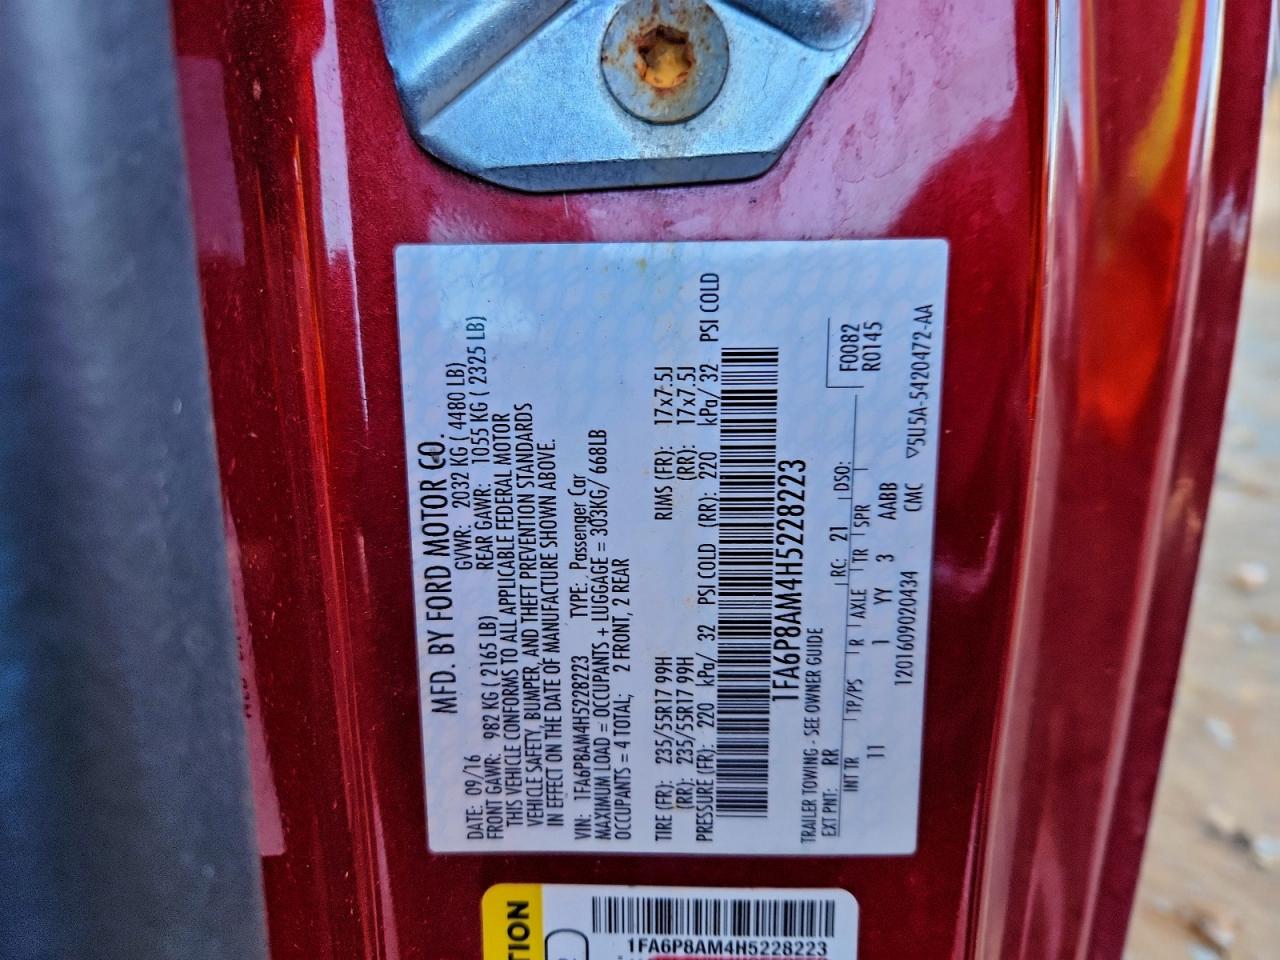 MFD. BY FORD MOTOR CO.
DATE: 09/16 GVWR: 2032 KG ( 4480 LB)
FRONT GAWR: 982 KG ( 2165 LB) REAR GAWR: 1055 KG ( 2325 LB)
THIS VEHICLE CONFORMS TO ALL APPLICABLE FEDERAL MOTOR
VEHICLE SAFETY, BUMPER, AND THEFT PREVENTION STANDARDS
IN EFFECT ON THE DATE OF MANUFACTURE SHOWN ABOVE.
VIN: 1FA6P8AM4H5228223 TYPE: Passenger Car
MAXIMUM LOAD = OCCUPANTS + LUGGAGE = 303KG/ 668LB
OCCUPANTS = 4 TOTAL; 2 FRONT, 2 REAR
TIRE (FR): 235/55R17 99H RIMS (FR): 17x7.5J
(RR): 235/55R17 99H (RR): 17x7.5J
PRESSURE (FR): 220 kPa/ 32 PSI COLD (RR): 220 kPa/ 32 PSI COLD
1FA6P8AM4H5228223
TRAILER TOWING - SEE OWNER GUIDE F0082
EXT PNT: RR RC: 21 DSO: R0145
INT TR TP/PS R AXLE TR SPR
11 1 YY 3 AABB
1201609020434 CMC ▽5U5A-5420472-AA
TION
1FA6P8AM4H5228223